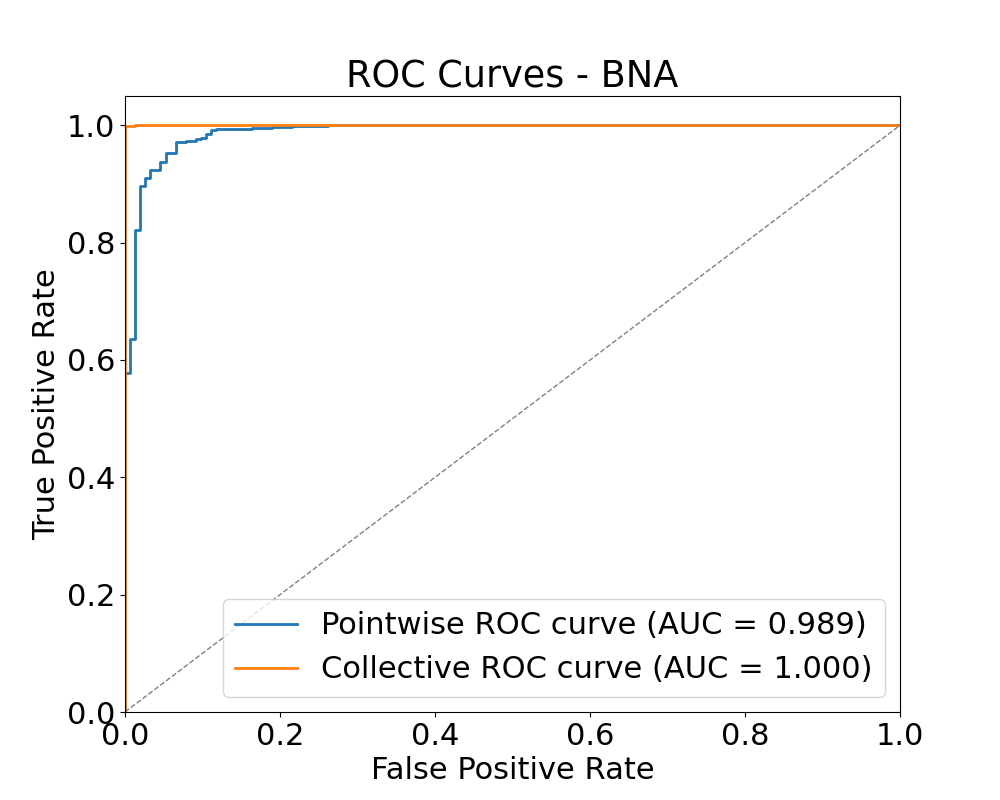 ROC Curves - BNA
True Positive Rate
1.0
0.8
0.6
0.4
0.2
0.0
Pointwise ROC curve (AUC = 0.989)
Collective ROC curve (AUC = 1.000)
0.0 0.2 0.4 0.6 0.8 1.0
False Positive Rate